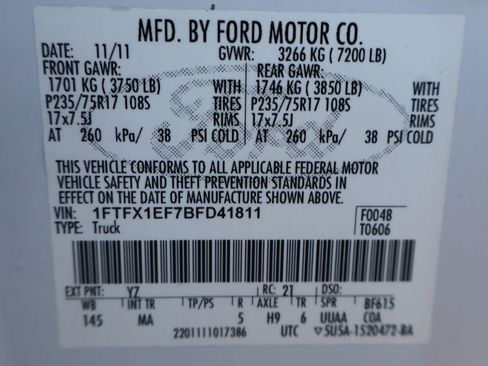 MFD. BY FORD MOTOR CO.
DATE: 11/11 GVWR: 3266 KG (7200 LB)
FRONT GAWR: REAR GAWR:
1701 KG (3750 LB) WITH 1746 KG (3850 LB) WITH
P235/75R17 108S TIRES P235/75R17 108S TIRES
17x7.5J RIMS 17x7.5J RIMS
AT 260 kPa/ 38 PSI COLD AT 260 kPa/ 38 PSI COLD
THIS VEHICLE CONFORMS TO ALL APPLICABLE FEDERAL MOTOR
VEHICLE SAFETY AND THEFT PREVENTION STANDARDS IN
EFFECT ON THE DATE OF MANUFACTURE SHOWN ABOVE.
VIN: 1FTFX1EF7BFD41811 F0048
TYPE: Truck T0606
EXT PNT: YZ RC: 21 DSO:
WB INT TR TP/PS R AXLE TR SPR BF615
145 MA 5 H9 6 UUAA COA
2201111017386 UTC ▽5U5A-1520472-BA